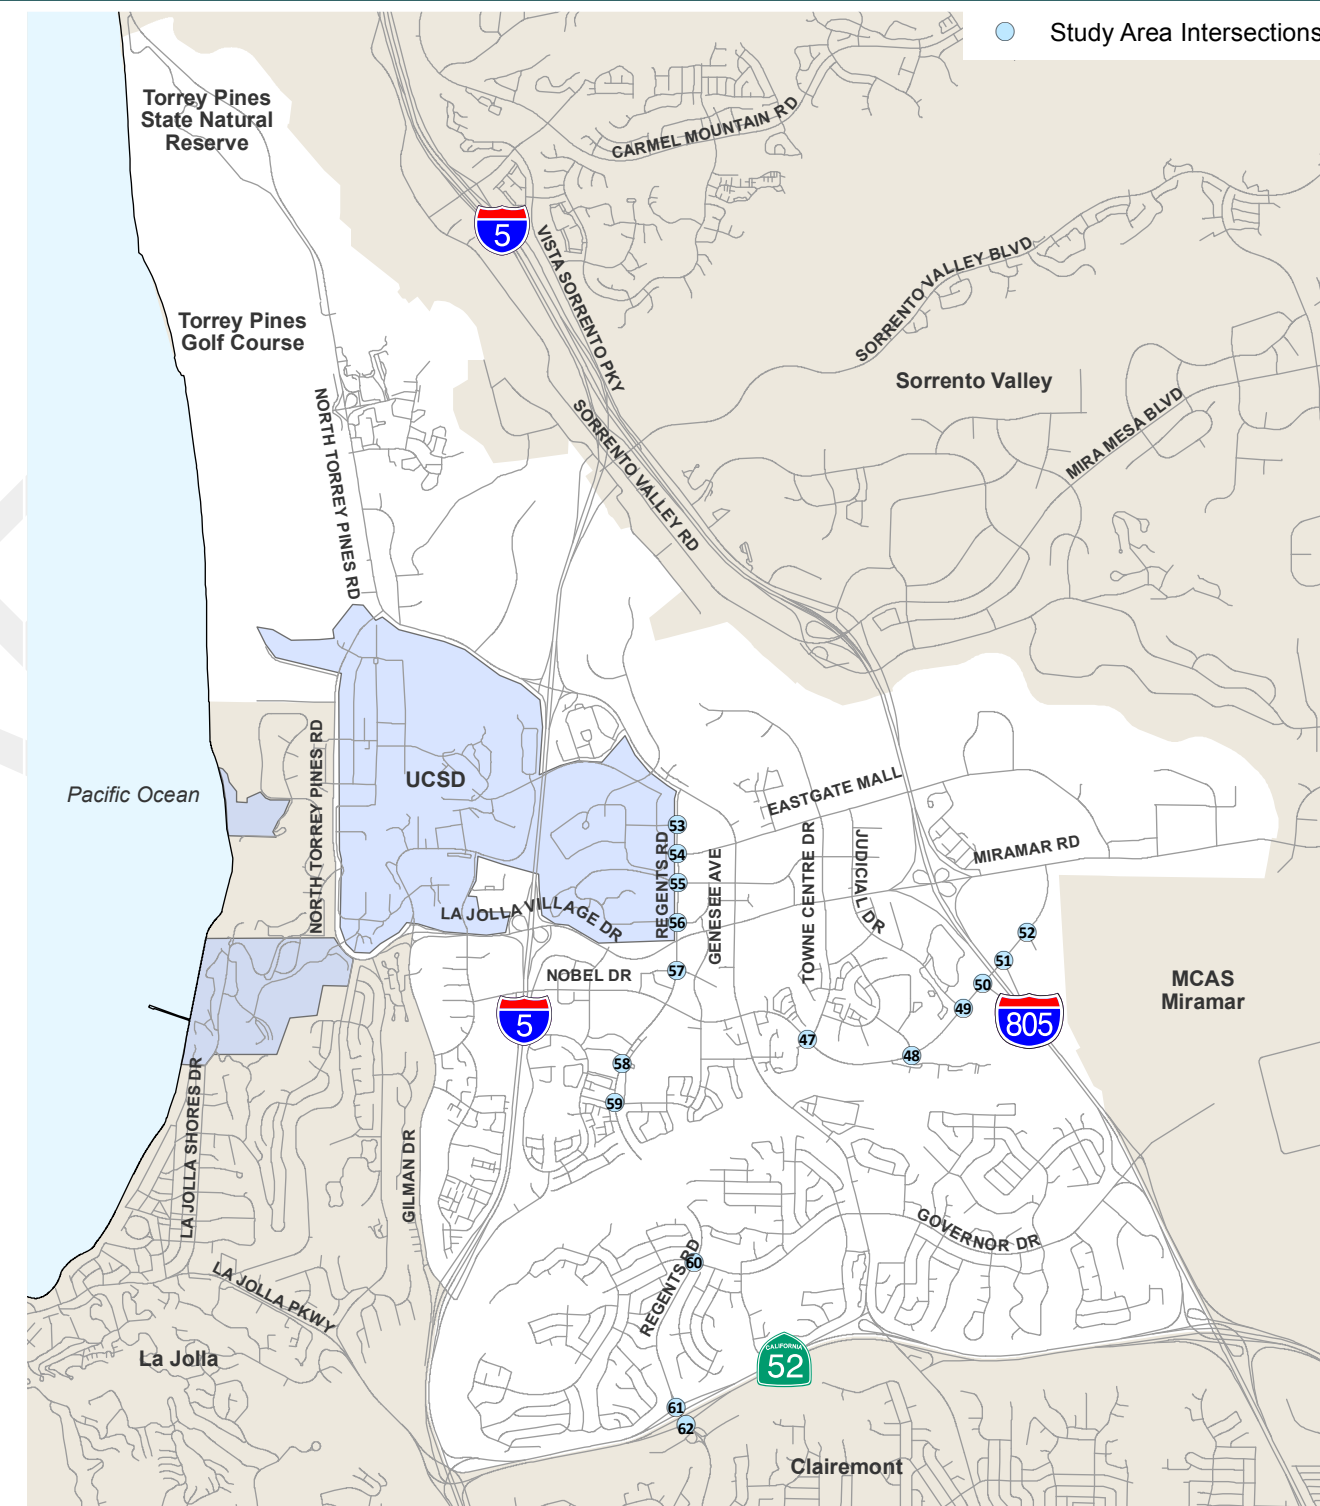 Study Area Intersections
Torrey Pines
State Natural
Reserve
CARMEL MOUNTAIN RD
5
VISTA SORRENTO PKY
SORRENTO VALLEY BLVD
Torrey Pines
Golf Course
Sorrento Valley
MIRA MESA BLVD
NORTH TORREY PINES RD
SORRENTO VALLEY RD
NORTH TORREY PINES RD
UCSD
Pacific Ocean
EASTGATE MALL
53
54
55
56
57
REGENTS RD
GENESEE AVE
TOWNE CENTRE DR
JUDICIAL DR
MIRAMAR RD
LA JOLLA VILLAGE DR
NOBEL DR
52
51
50
49
48
47
MCAS
Miramar
5
805
58
59
LA JOLLA SHORES DR
GILMAN DR
GOVERNOR DR
REGENTS RD
60
LA JOLLA PKWY
La Jolla
CALIFORNIA
52
61
62
Clairemont